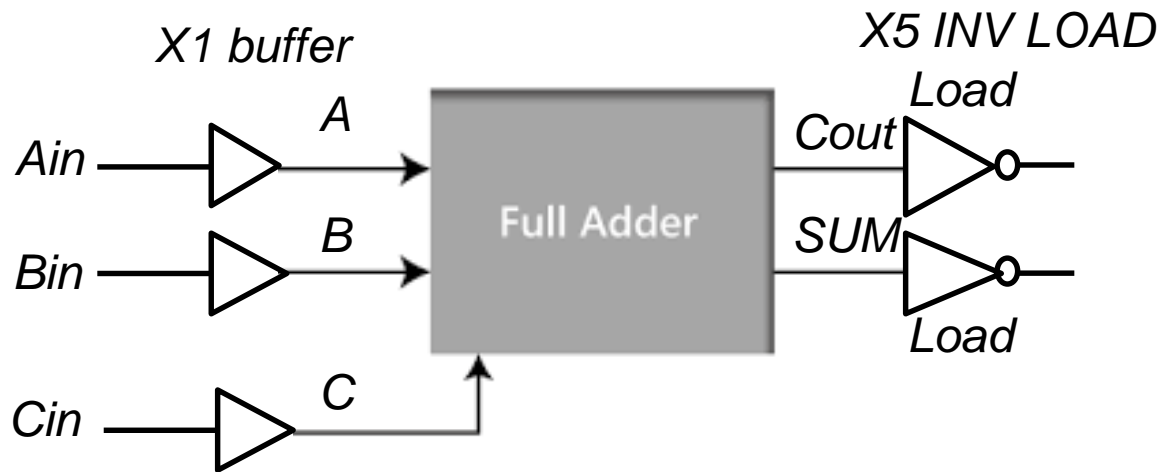 X1 buffer
X5 INV LOAD
Load
A
Cout
Ain
Full Adder
B
SUM
Bin
Load
C
Cin